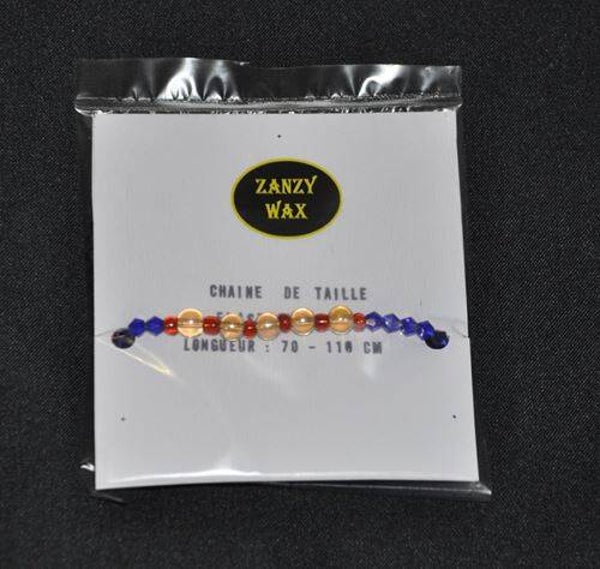 ZANZY
WAX
CHAINE DE TAILLE
LONGUEUR : 70 - 110 CM